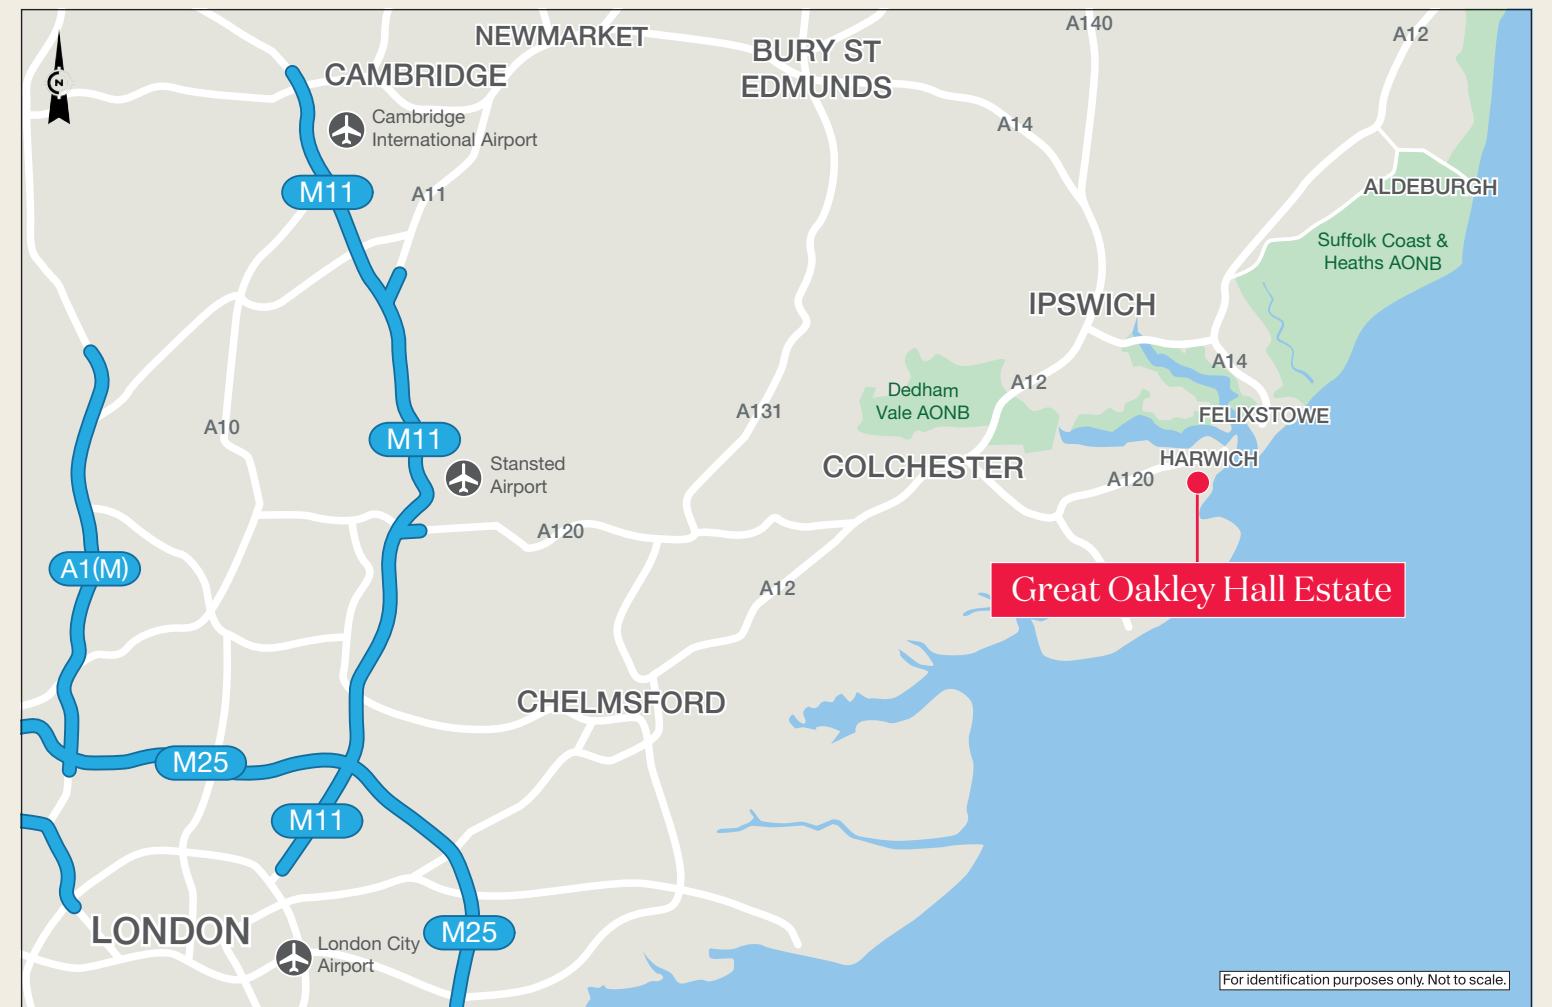 A140
A12
NEWMARKET
BURY ST
EDMUNDS
CAMBRIDGE
N
Cambridge
International Airport
A14
M11
A11
ALDEBURGH
Suffolk Coast &
Heaths AONB
IPSWICH
A14
A12
Dedham
Vale AONB
A131
FELIXSTOWE
A10
M11
HARWICH
COLCHESTER
Stansted
Airport
A120
A120
A1(M)
A12
Great Oakley Hall Estate
CHELMSFORD
M25
M11
LONDON
M25
London City
Airport
For identification purposes only. Not to scale.